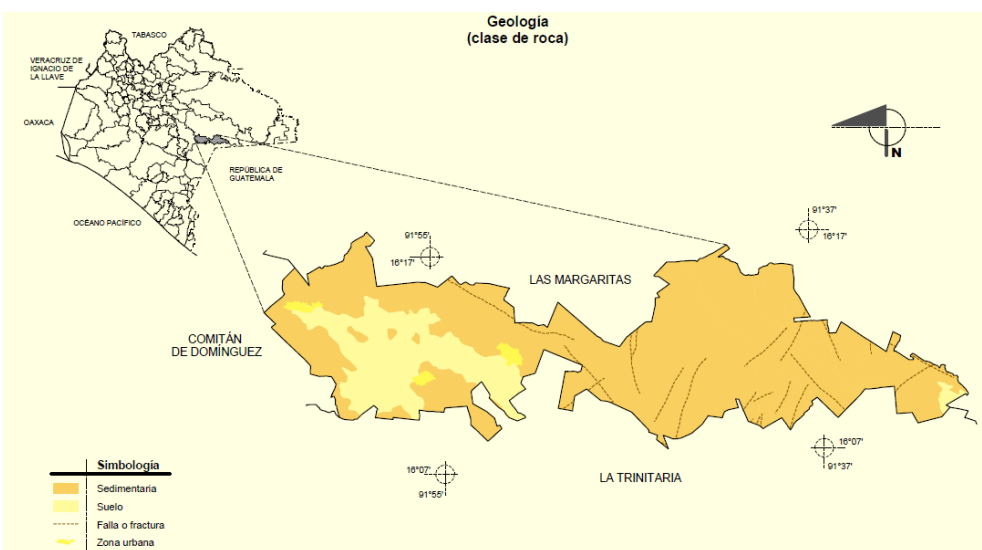 Geología
(clase de roca)
TABASCO
VERACRUZ DE
IGNACIO DE
LA LLAVE
OAXACA
REPÚBLICA DE
GUATEMALA
OCÉANO PACÍFICO
N
91°37'
16°17'
91°55'
16°17'
LAS MARGARITAS
COMITÁN
DE DOMÍNGUEZ
16°07'
91°37'
16°07'
91°55'
LA TRINITARIA
Simbología
Sedimentaria
Suelo
Falla o fractura
Zona urbana